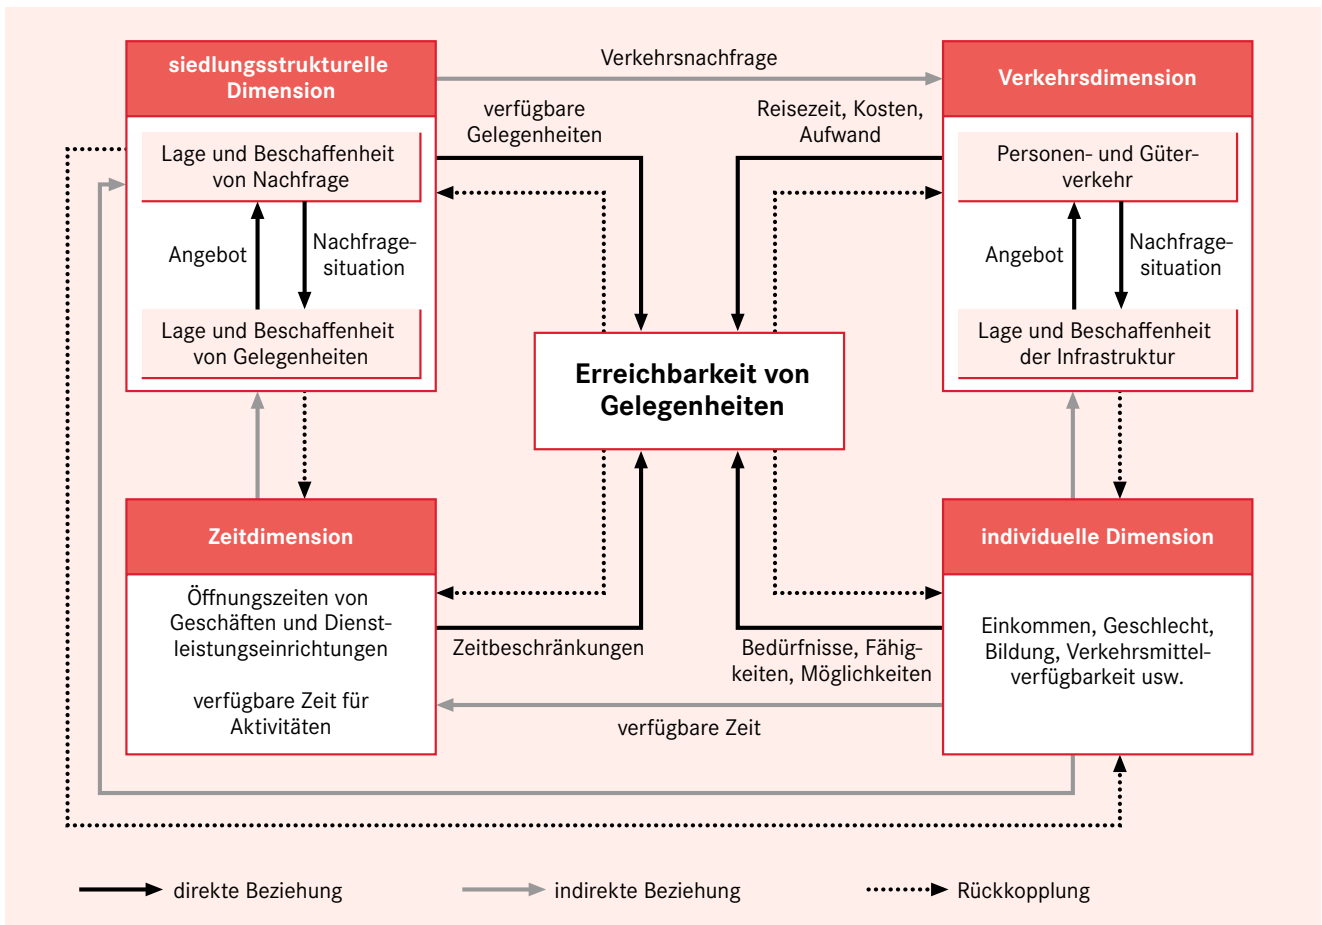 siedlungsstrukturelle
Dimension
Verkehrsnachfrage
Verkehrsdimension
verfügbare
Gelegenheiten
Reisezeit, Kosten,
Aufwand
Lage und Beschaffenheit
von Nachfrage
Personen- und Güter-
verkehr
Angebot
Nachfrage-
situation
Angebot
Nachfrage-
situation
Lage und Beschaffenheit
von Gelegenheiten
Lage und Beschaffenheit
der Infrastruktur
Erreichbarkeit von
Gelegenheiten
Zeitdimension
individuelle Dimension
Öffnungszeiten von
Geschäften und Dienst-
leistungseinrichtungen
verfügbare Zeit für
Aktivitäten
Zeitbeschränkungen
Bedürfnisse, Fähig-
keiten, Möglichkeiten
Einkommen, Geschlecht,
Bildung, Verkehrsmittel-
verfügbarkeit usw.
verfügbare Zeit
direkte Beziehung
indirekte Beziehung
Rückkopplung